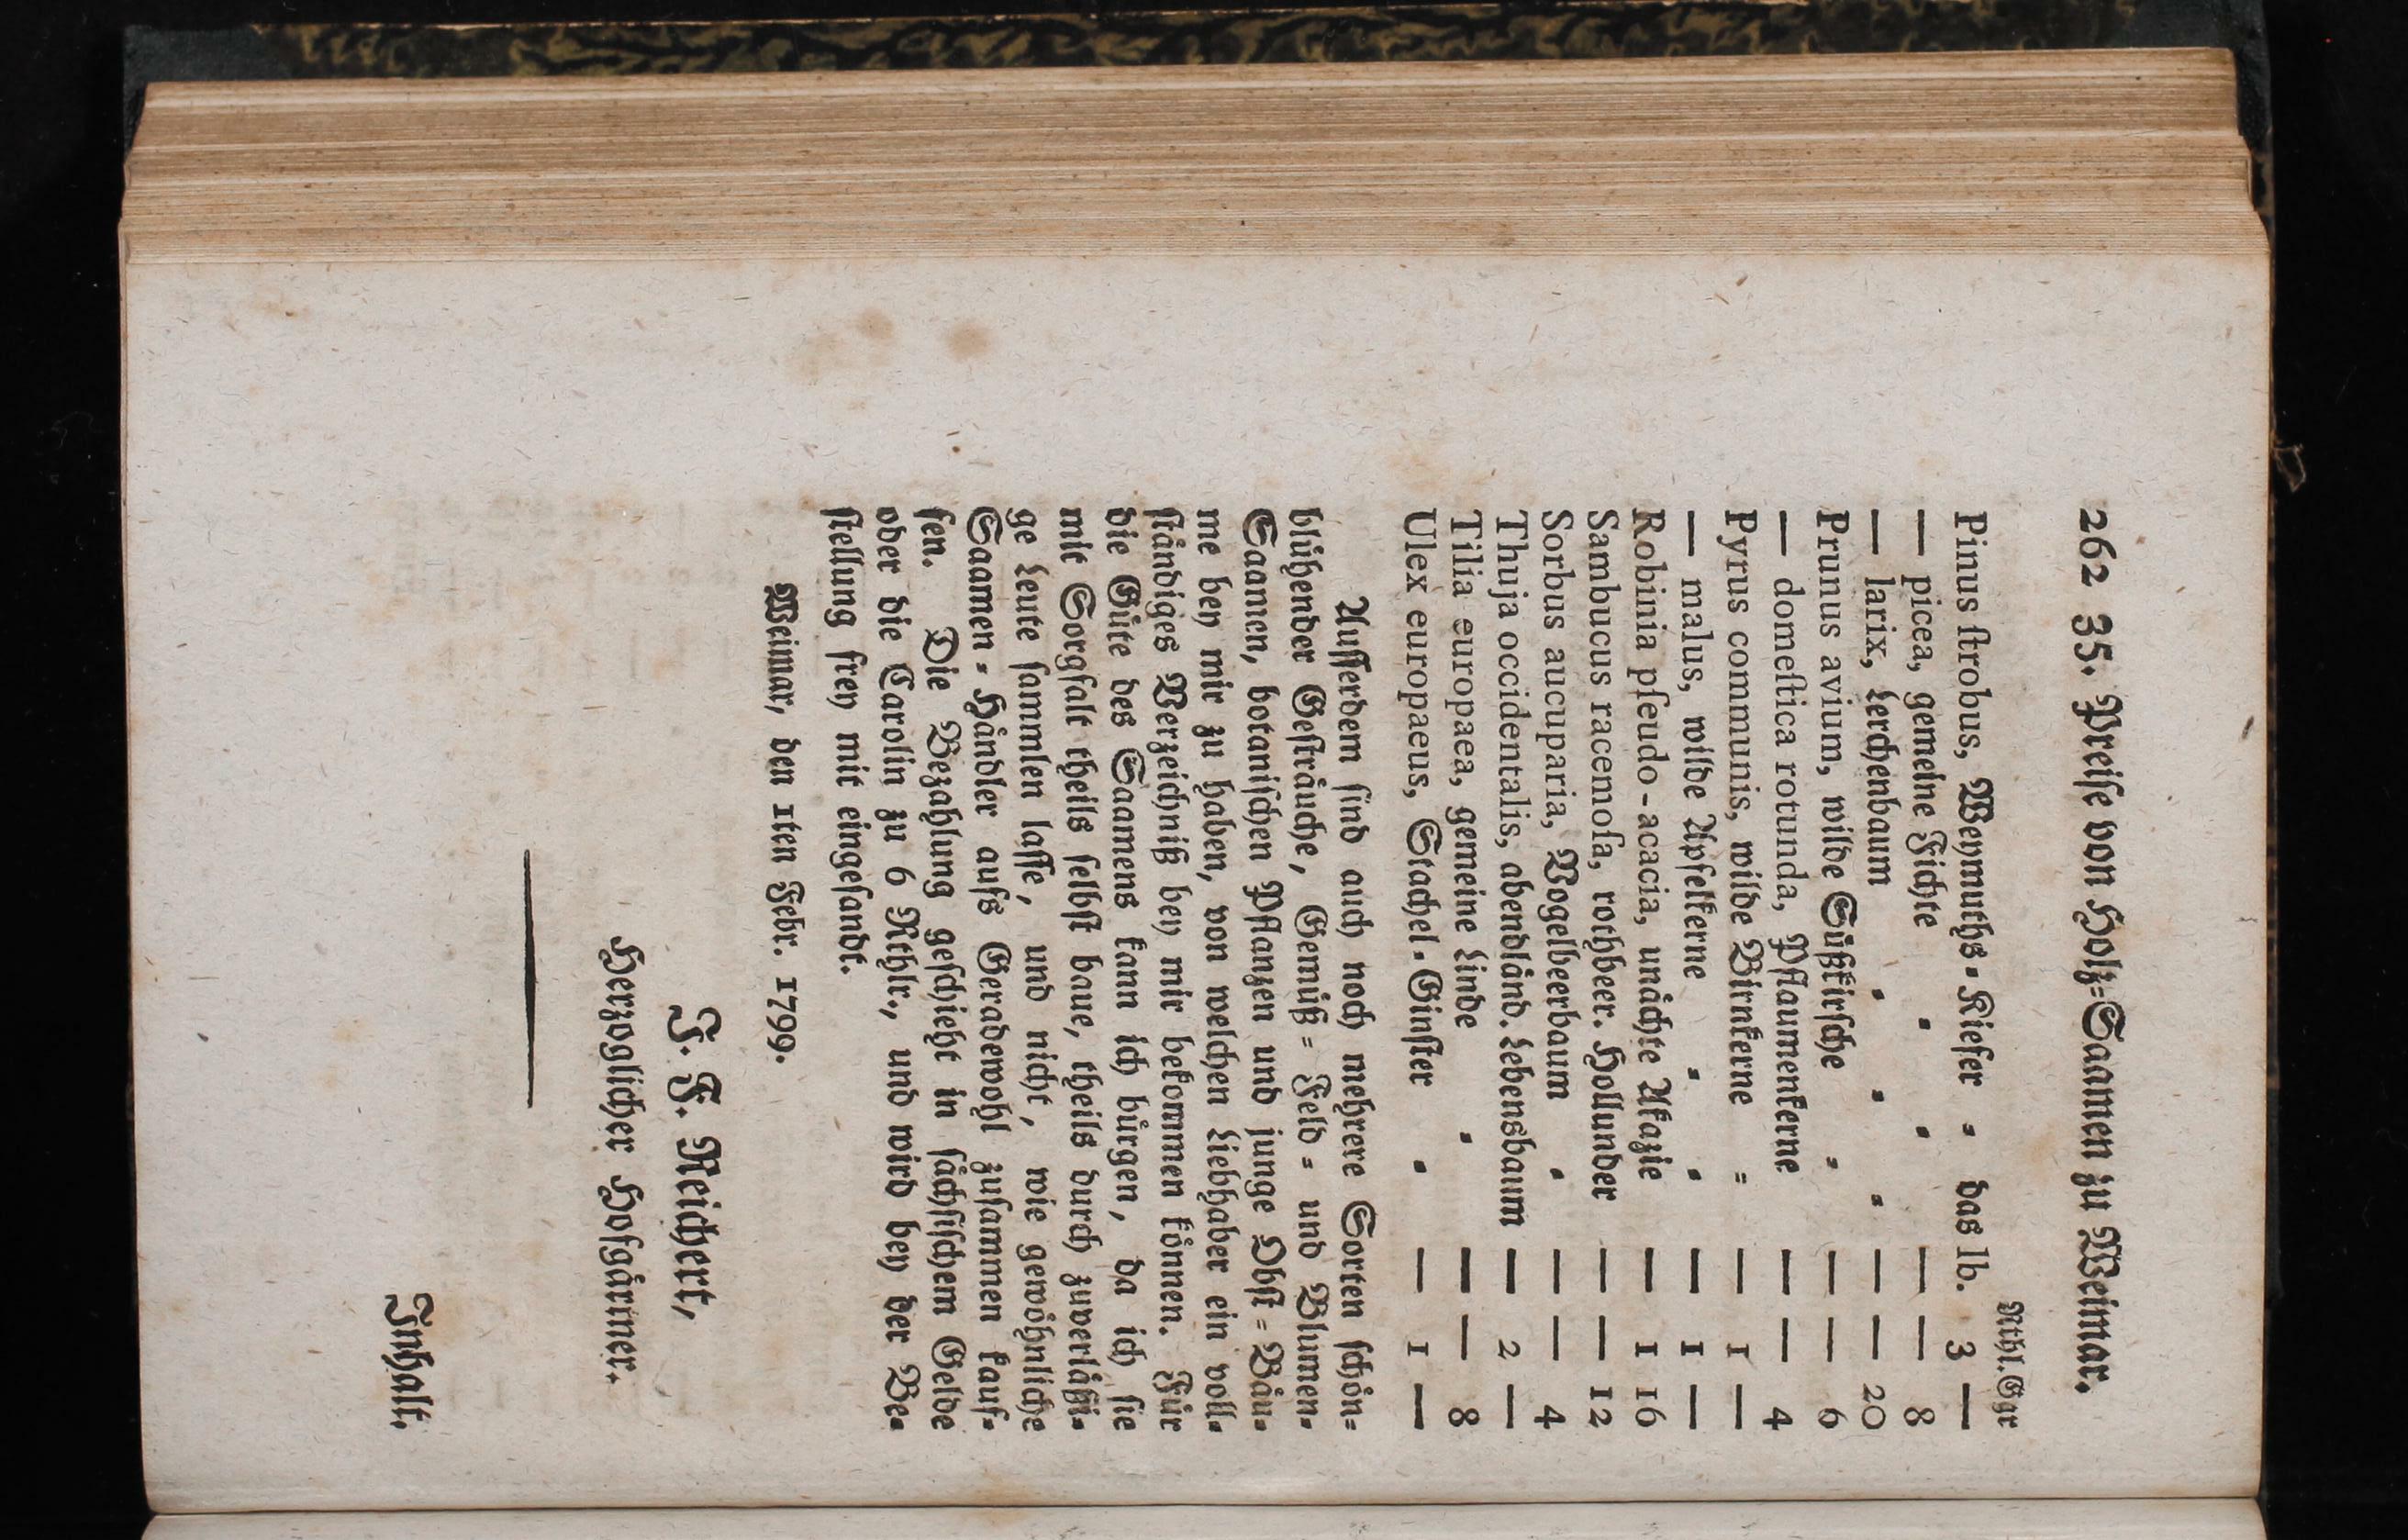 262 35. Preiſe von Holz=Saamen zu Weimar.
Rthl. Ggr
Pinus ſtrobus, Weymuths=Kiefer = das lb. 3 —
— picea, gemeine Fichte = = — — 8
— larix, Lerchenbaum = = = — — 20
Prunus avium, wilde Süßkirſche = — — 6
— domeſtica rotunda, Pflaumenkerne — — 4
Pyrus communis, wilde Birnkerne = — 1 —
— malus, wilde Apfelkerne = = — 1 —
Robinia pſeudo-acacia, unächte Akazie — 1 16
Sambucus racemoſa, rothbeer. Hollunder — — 12
Sorbus aucuparia, Vogelbeerbaum = — — 4
Thuja occidentalis, abendländ. Lebensbaum — 2 —
Tilia europaea, gemeine Linde = — — 8
Ulex europaeus, Stachel=Ginſter = — 1 —
Auſſerdem ſind auch noch mehrere Sorten ſchön=
blühender Geſträuche, Gemüß= Feld= und Blumen=
Saamen, botaniſchen Pflanzen und junge Obſt=Bäu=
me bey mir zu haben, von welchen Liebhaber ein voll=
ſtändiges Verzeichniß bey mir bekommen können. Für
die Güte des Saamens kann ich bürgen, da ich ſie
mit Sorgfalt theils ſelbſt baue, theils durch zuverläßi=
ge Leute ſammlen laſſe, und nicht, wie gewöhnliche
Saamen=Händler aufs Geradewohl zuſammen kauf=
fen. Die Bezahlung geſchieht in ſächſiſchem Gelde
oder die Carolin zu 6 Rthlr., und wird bey der Be=
ſtellung frey mit eingeſandt.
Weimar, den 1ten Febr. 1799.
J. F. Reichert,
Herzoglicher Hofgärtner.
Inhalt.